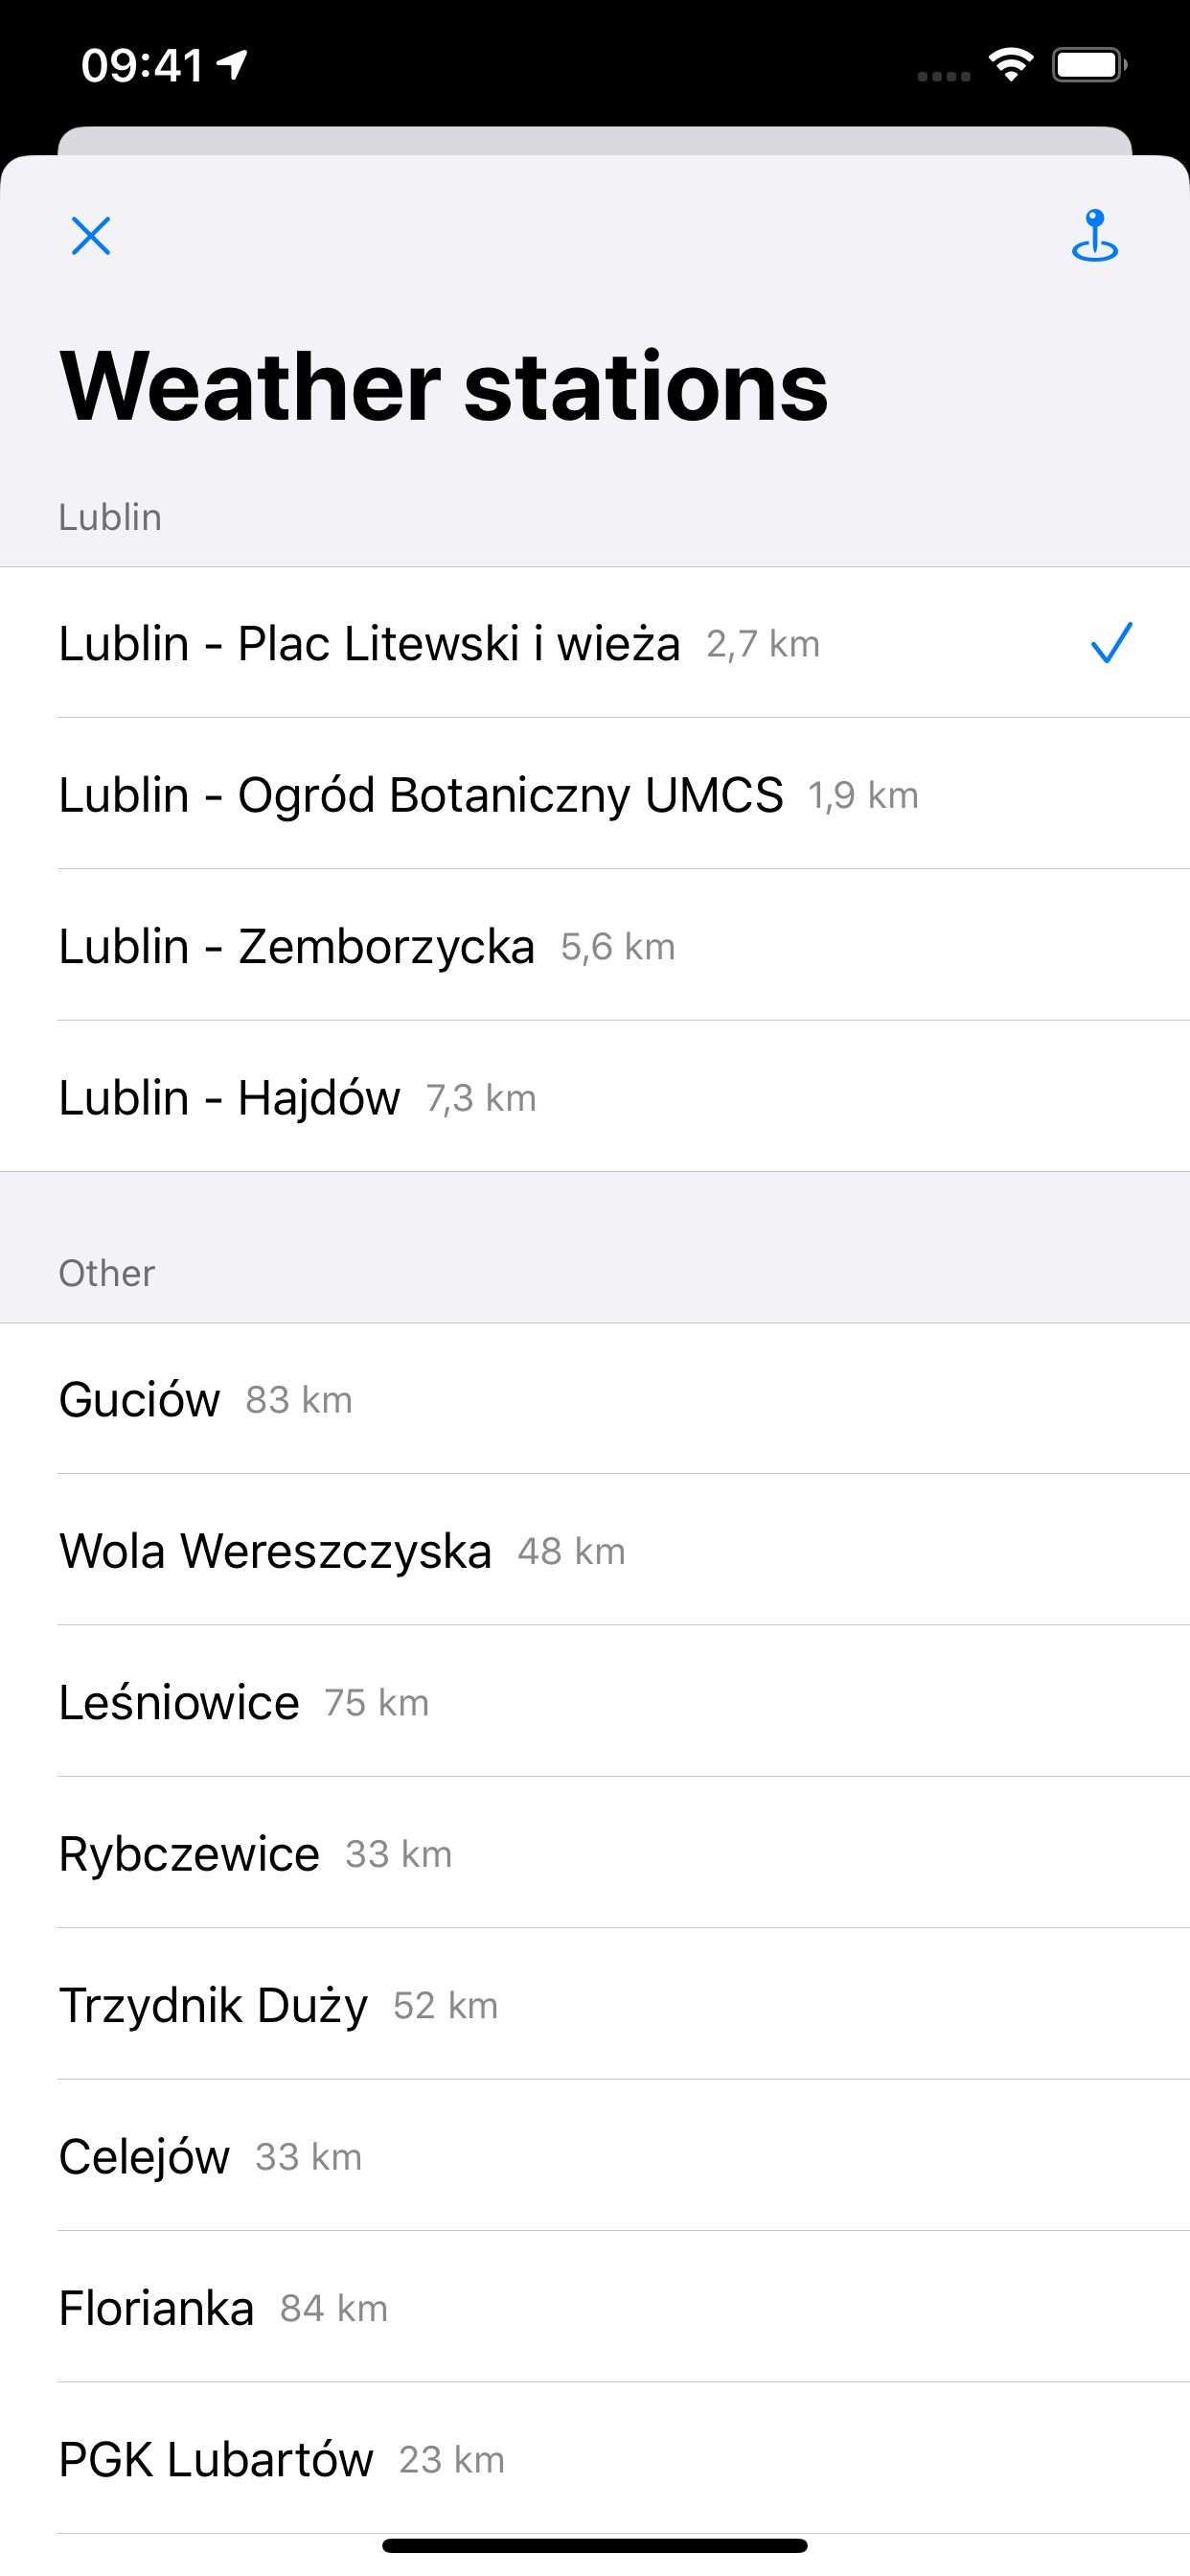 09:41
Weather stations
Lublin
Lublin - Plac Litewski i wieża 2,7 km
Lublin - Ogród Botaniczny UMCS 1,9 km
Lublin - Zemborzycka 5,6 km
Lublin - Hajdów 7,3 km
Other
Guciów 83 km
Wola Wereszczyska 48 km
Leśniowice 75 km
Rybczewice 33 km
Trzydnik Duży 52 km
Celejów 33 km
Florianka 84 km
PGK Lubartów 23 km